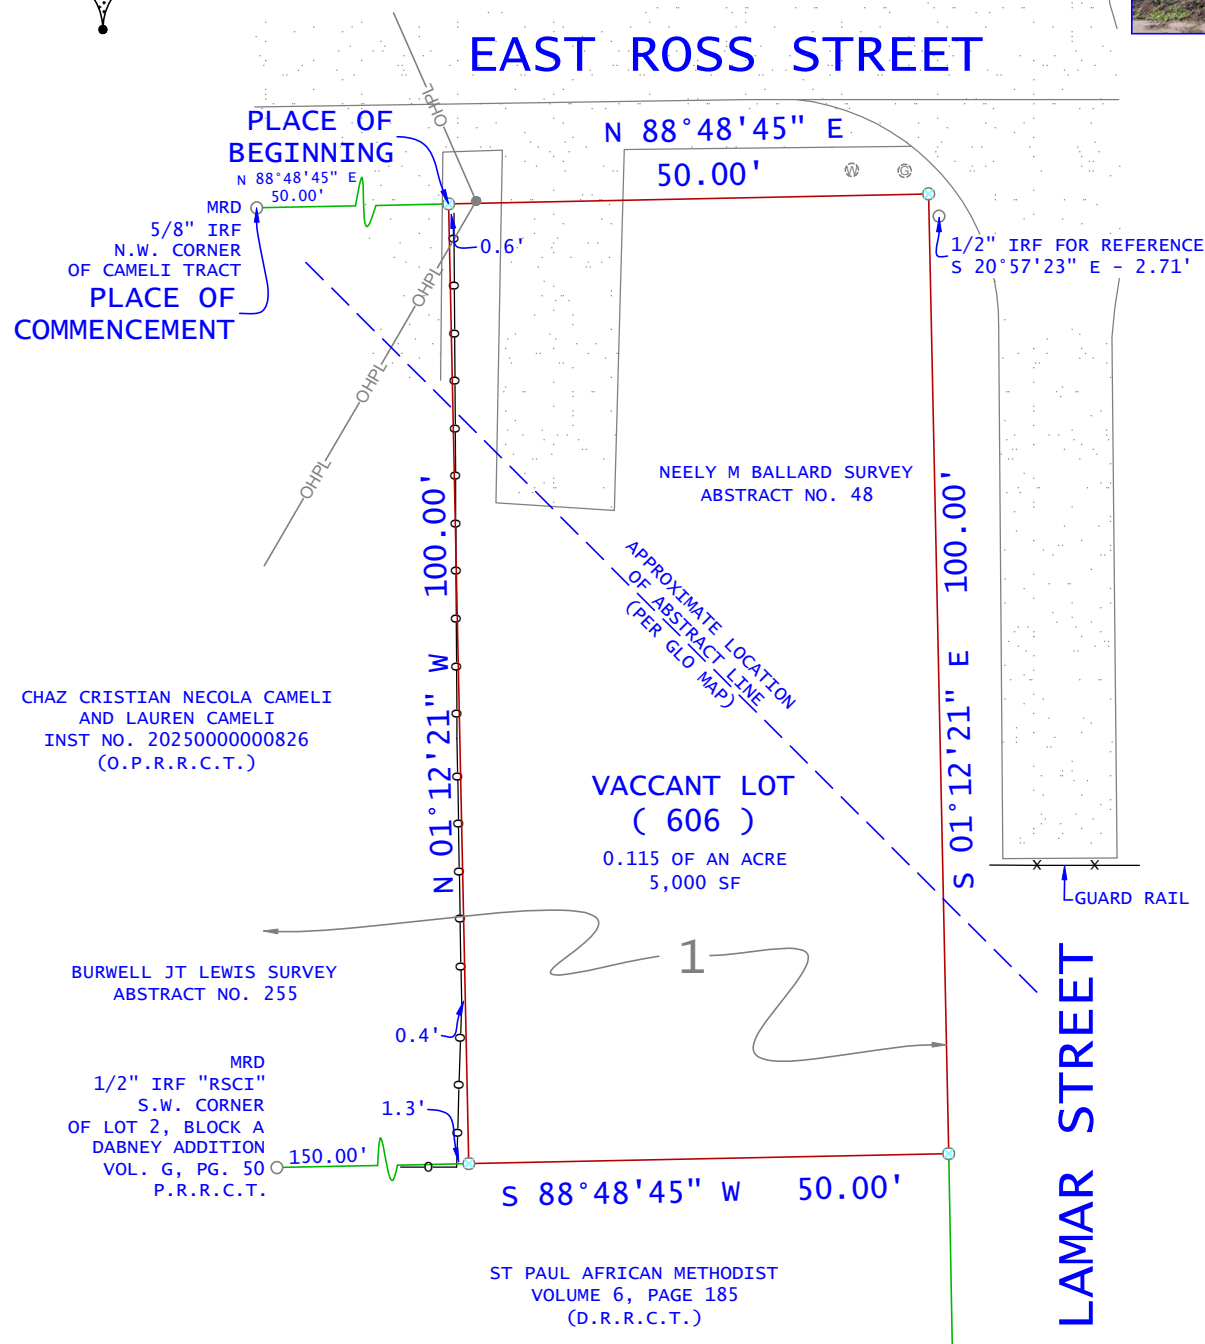 EAST ROSS STREET
OHPL
PLACE OF
BEGINNING
N 88°48'45" E
50.00'
N 88°48'45" E
50.00'
W
G
MRD
5/8" IRF
N.W. CORNER
OF CAMELI TRACT
PLACE OF
COMMENCEMENT
0.6'
1/2" IRF FOR REFERENCE
S 20°57'23" E - 2.71'
OHPL
OHPL
OHPL
NEELY M BALLARD SURVEY
ABSTRACT NO. 48
N 01°12'21" W 100.00'
S 01°12'21" E 100.00'
APPROXIMATE LOCATION
OF ABSTRACT LINE
(PER GLO MAP)
CHAZ CRISTIAN NECOLA CAMELI
AND LAUREN CAMELI
INST NO. 20250000000826
(O.P.R.R.C.T.)
VACCANT LOT
( 606 )
0.115 OF AN ACRE
5,000 SF
X X
GUARD RAIL
1
BURWELL JT LEWIS SURVEY
ABSTRACT NO. 255
0.4'
MRD
1/2" IRF "RSCI"
S.W. CORNER
OF LOT 2, BLOCK A
DABNEY ADDITION
VOL. G, PG. 50
P.R.R.C.T.
1.3'
150.00'
S 88°48'45" W 50.00'
LAMAR STREET
ST PAUL AFRICAN METHODIST
VOLUME 6, PAGE 185
(D.R.R.C.T.)